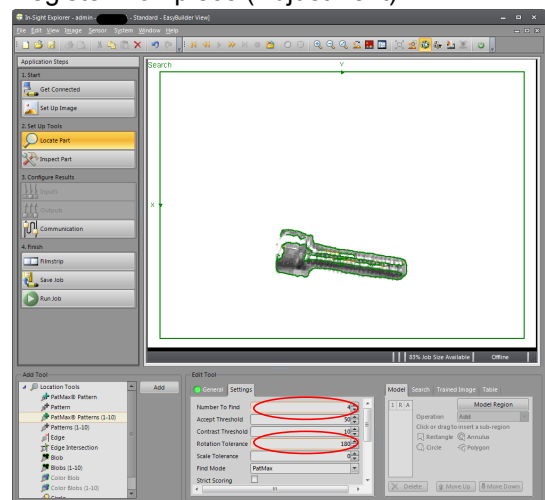 In-Sight Explorer - admin - - Standard - EasyBuilder View]
File Edit View Image Sensor System Window Help
Application Steps
1. Start
Get Connected
Set Up Image
2. Set Up Tools
Locate Part
Inspect Part
3. Configure Results
Inputs
Outputs
Communication
4. Finish
Filmstrip
Save Job
Run Job
Search
Y
X
83% Job Size Available
Offline
Add Tool
Location Tools
PatMax® Pattern
Pattern
PatMax® Patterns (1-10)
Patterns (1-10)
Edge
Edge Intersection
Blob
Blobs (1-10)
Color Blob
Color Blobs (1-10)
Circle
Add
Edit Tool
General Settings
Number To Find 4
Accept Threshold 50
Contrast Threshold 10
Rotation Tolerance 180
Scale Tolerance 0
Find Mode PatMax
Strict Scoring
Model Search Trained Image Table
I R A
Model Region
Operation Add
Click or drag to insert a sub-region
Rectangle Annulus
Circle Polygon
Delete Move Up Move Down